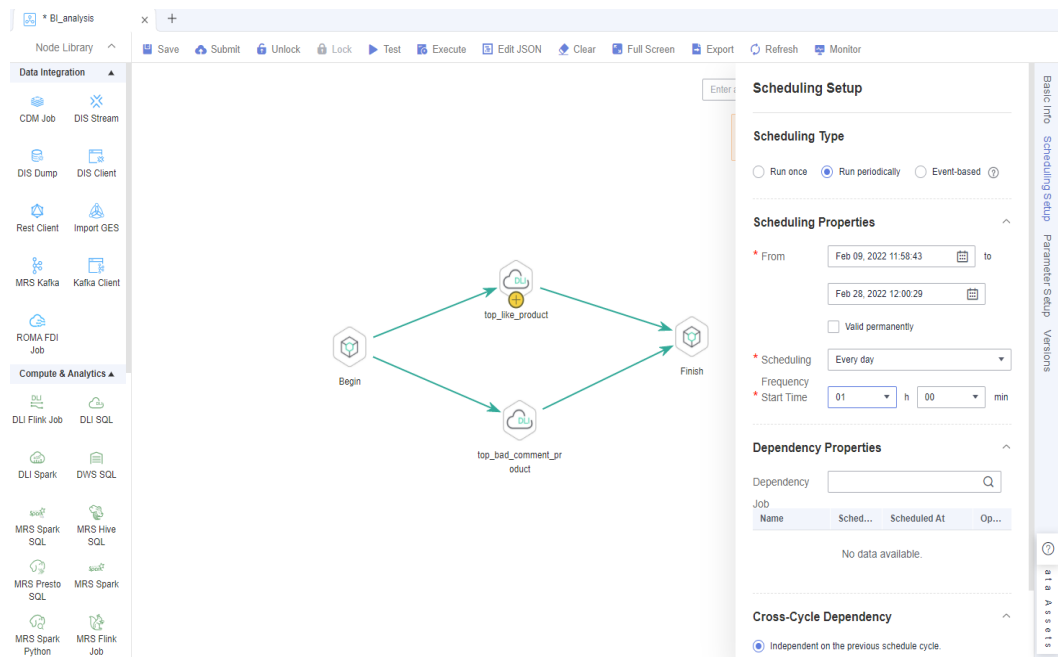 * BI_analysis
Node Library
Save
Submit
Unlock
Lock
Test
Execute
Edit JSON
Clear
Full Screen
Export
Refresh
Monitor
Data Integration
CDM Job
DIS Stream
DIS Dump
DIS Client
Rest Client
Import GES
MRS Kafka
Kafka Client
ROMA FDI
Job
Compute & Analytics
DLI
DLI Flink Job
DLI SQL
DLI Spark
DWS SQL
MRS Spark
SQL
MRS Hive
SQL
MRS Presto
SQL
MRS Spark
MRS Spark
Python
MRS Flink
Job
Enter
DLI
top_like_product
Begin
Finish
DLI
top_bad_comment_pr
oduct
Scheduling Setup
Scheduling Type
Run once
Run periodically
Event-based
Scheduling Properties
* From
Feb 09, 2022 11:58:43
to
Feb 28, 2022 12:00:29
Valid permanently
* Scheduling
Frequency
Every day
* Start Time
01
h
00
min
Dependency Properties
Dependency
Job
Name
Sched...
Scheduled At
Op...
No data available.
Cross-Cycle Dependency
Independent on the previous schedule cycle.
Basic Info
Scheduling Setup
Parameter Setup
Versions
ata Assets